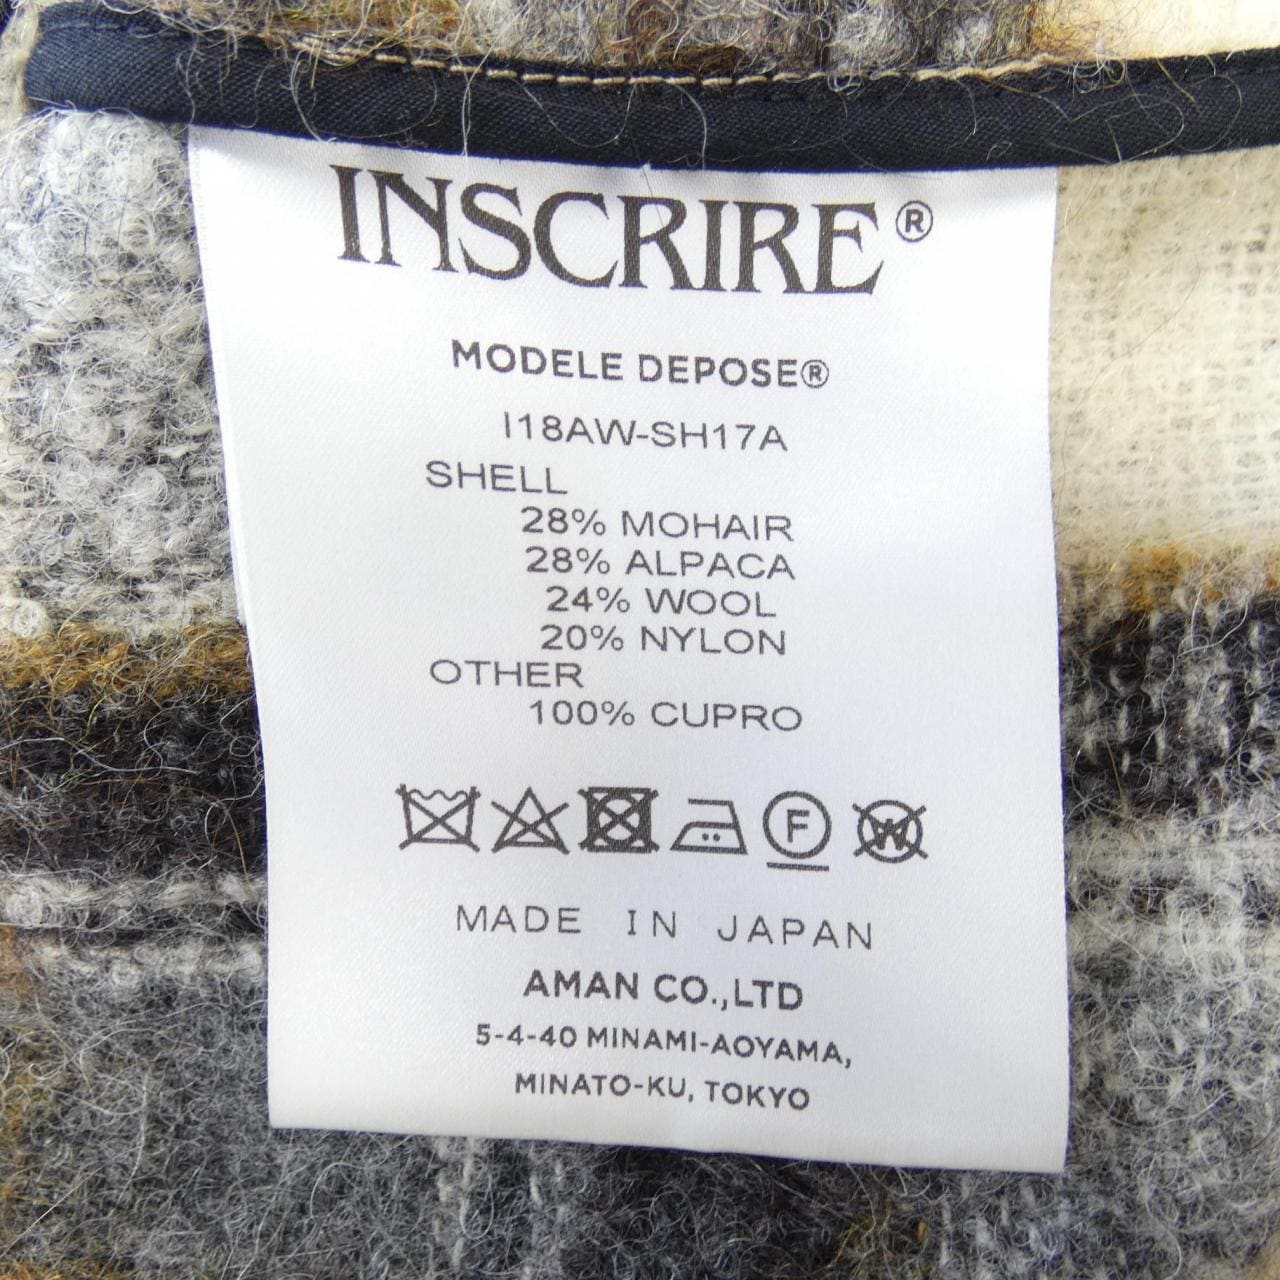 INSCRIRE®
MODELE DEPOSE®
I18AW-SH17A
SHELL
28% MOHAIR
28% ALPACA
24% WOOL
20% NYLON
OTHER
100% CUPRO
F W
MADE IN JAPAN
AMAN CO.,LTD
5-4-40 MINAMI-AOYAMA,
MINATO-KU, TOKYO